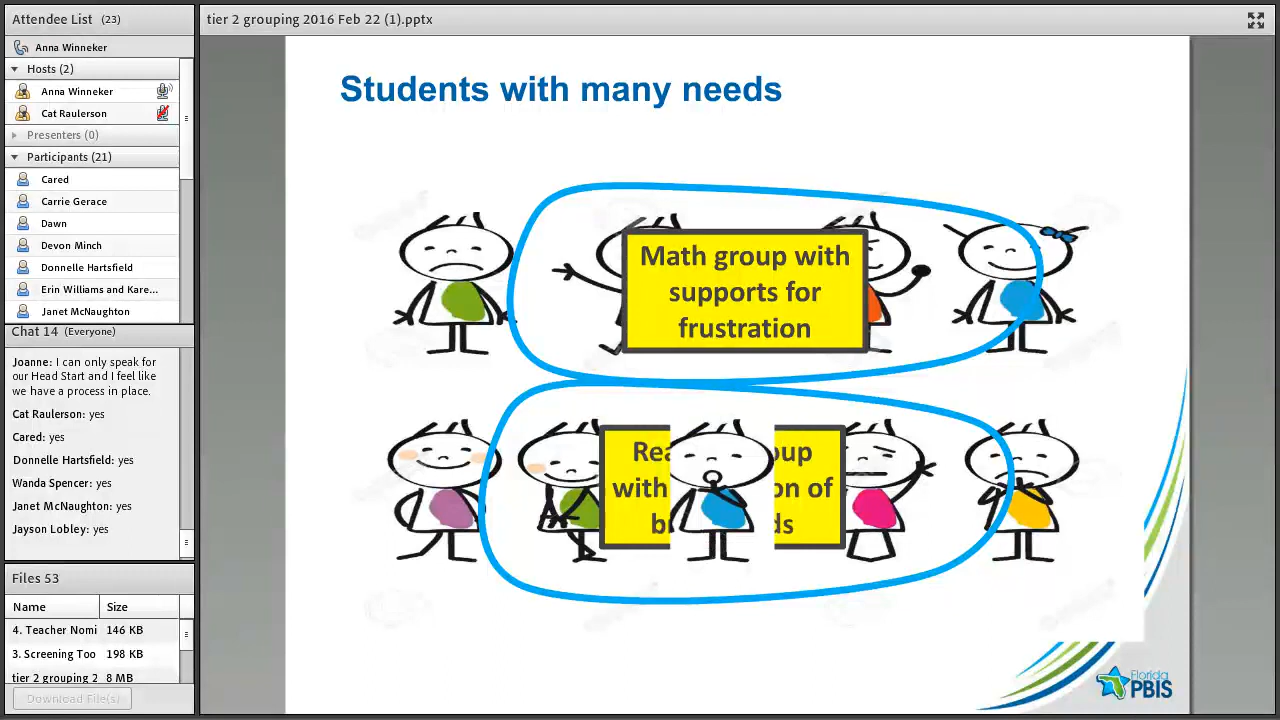 Attendee List (23)
Anna Winneker
Hosts (2)
Anna Winneker
Cat Raulerson
Presenters (0)
Participants (21)
Cared
Carrie Gerace
Dawn
Devon Minch
Donnelle Hartsfield
Erin Williams and Kare...
Janet McNaughton
Chat 14 (Everyone)
Joanne: I can only speak for
our Head Start and I feel like
we have a process in place.
Cat Raulerson: yes
Cared: yes
Donnelle Hartsfield: yes
Wanda Spencer: yes
Janet McNaughton: yes
Jayson Lobley: yes
Files 53
Name Size
4. Teacher Nomi 146 KB
3. Screening Too 198 KB
tier 2 grouping 2 8 MB
Download File(s)
tier 2 grouping 2016 Feb 22 (1).pptx
Students with many needs
Math group with
supports for
frustration
with
of
Florida
PBIS